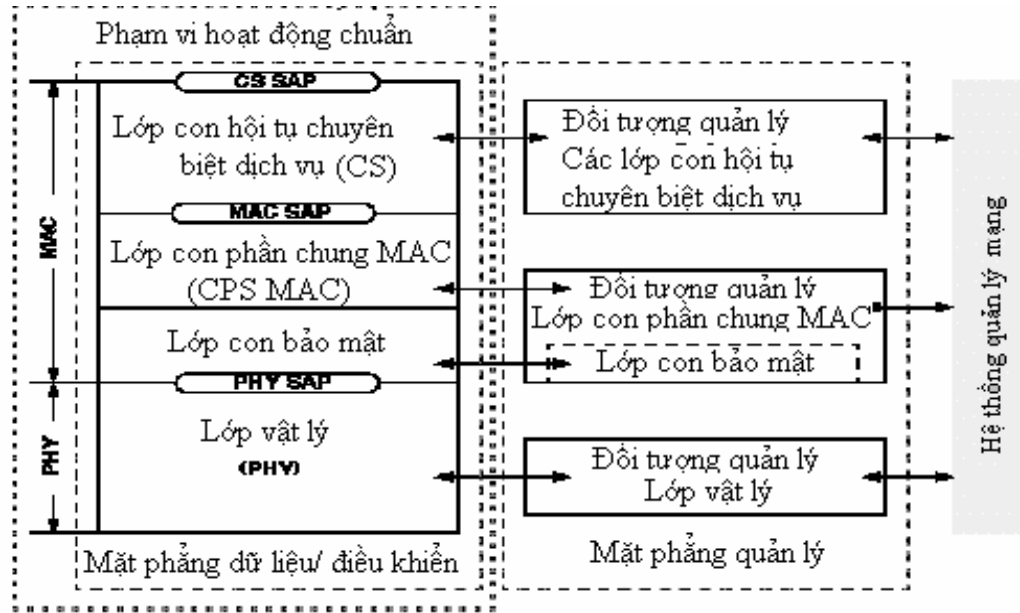 Phạm vi hoạt động chuẩn
CS SAP
Lớp con hội tụ chuyên
biệt dịch vụ (CS)
MAC SAP
Lớp con phần chung MAC
(CPS MAC)
Lớp con bảo mật
PHY SAP
Lớp vật lý
(PHY)
MAC
PHY
Mặt phẳng dữ liệu/ điều khiển
Đối tượng quản lý
Các lớp con hội tụ
chuyên biệt dịch vụ
Đối tượng quản lý
Lớp con phần chung MAC
Lớp con bảo mật
Đối tượng quản lý
Lớp vật lý
Mặt phẳng quản lý
Hệ thống quản lý mạng